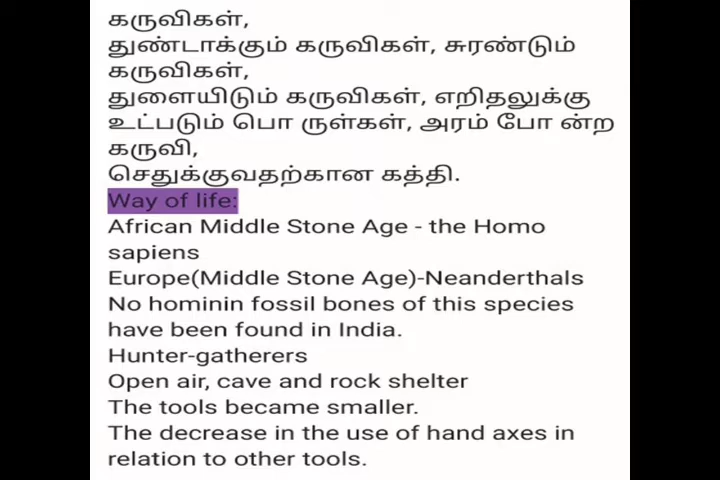 கருவிகள்,
துண்டாக்கும் கருவிகள், சுரண்டும்
கருவிகள்,
துளையிடும் கருவிகள், எறிதலுக்கு
உட்படும் பொ ருள்கள், அரம் போ ன்ற
கருவி,
செதுக்குவதற்கான கத்தி.
Way of life:
African Middle Stone Age - the Homo
sapiens
Europe(Middle Stone Age)-Neanderthals
No hominin fossil bones of this species
have been found in India.
Hunter-gatherers
Open air, cave and rock shelter
The tools became smaller.
The decrease in the use of hand axes in
relation to other tools.